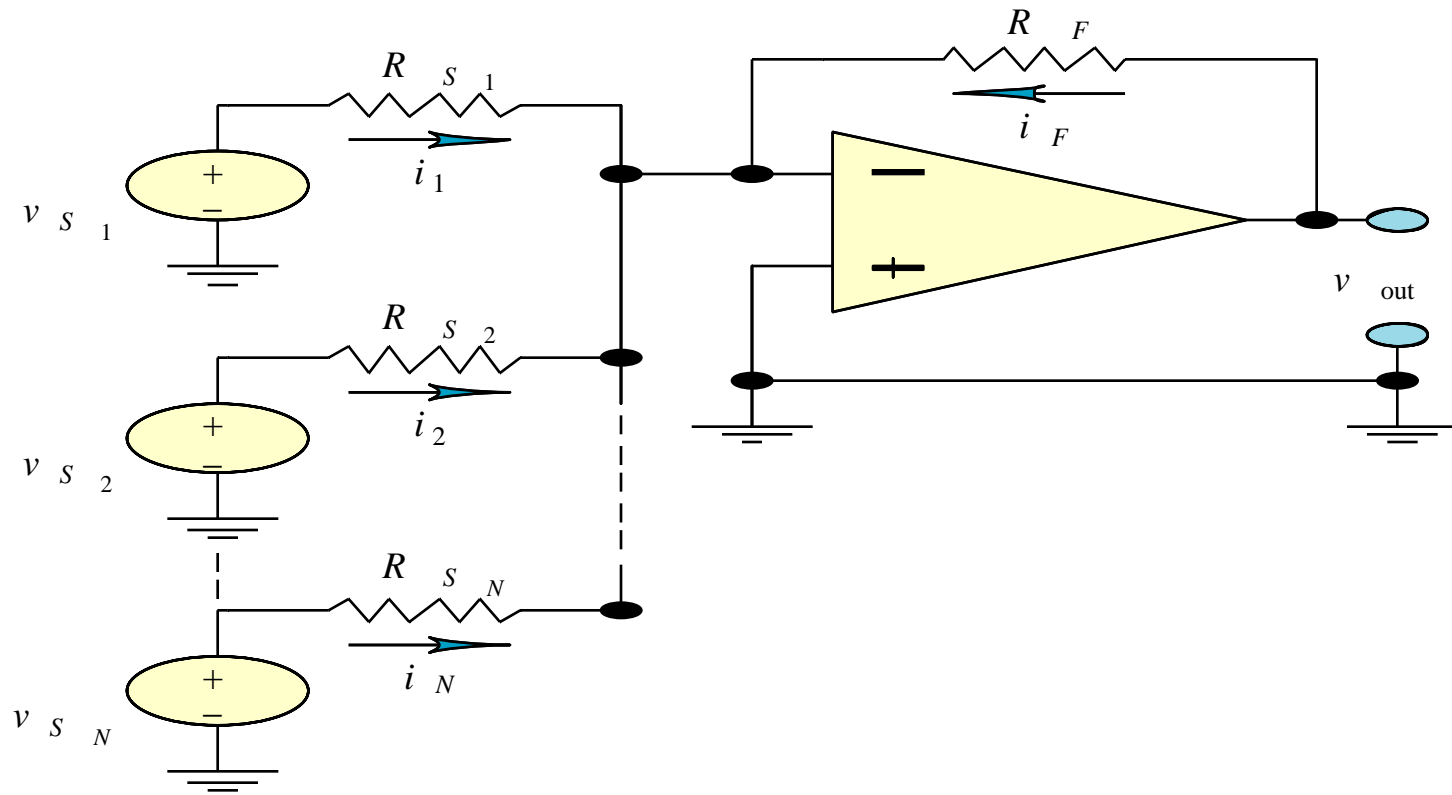 R F
R S 1
i F
+
−
i 1
v S 1
−
+
v out
R S 2
+
−
i 2
v S 2
R S N
+
−
i N
v S N